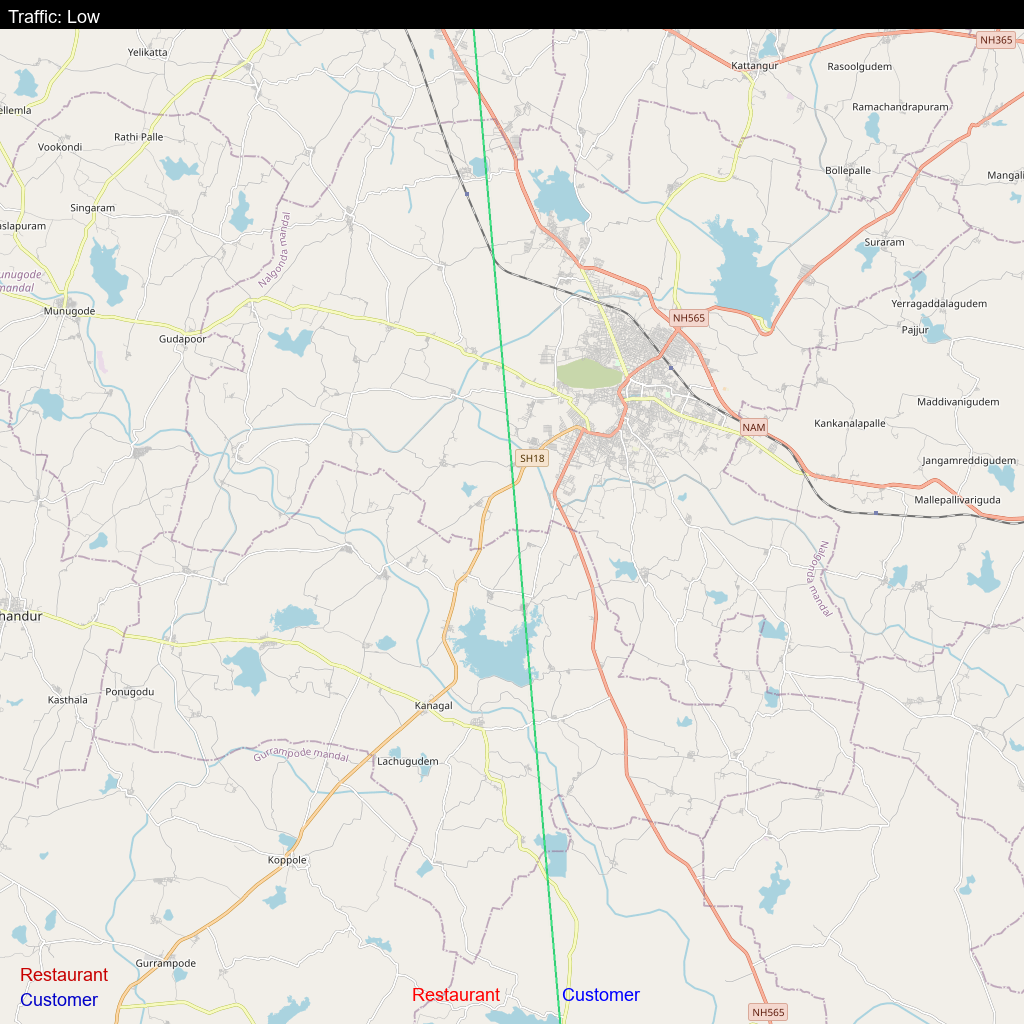 Traffic: Low
NH365
Yelikatta
Kattangur
Rasoolgudem
ellemla
Ramachandrapuram
Rathi Palle
Vookondi
Bollepalle
Mangali
Singaram
aslapuram
Nalgonda mandal
Suraram
unugode
mandal
Yerragaddalagudem
Munugode
NH565
Pajjur
Gudapoor
Maddivanigudem
Kankanalapalle
NAM
SH18
Jangamreddigudem
Mallepallivariguda
Nalgonda mandal
handur
Ponugodu
Kasthala
Kanagal
Gurrampode mandal
Lachugudem
Koppole
Gurrampode
Restaurant
Customer
Restaurant
Customer
NH565